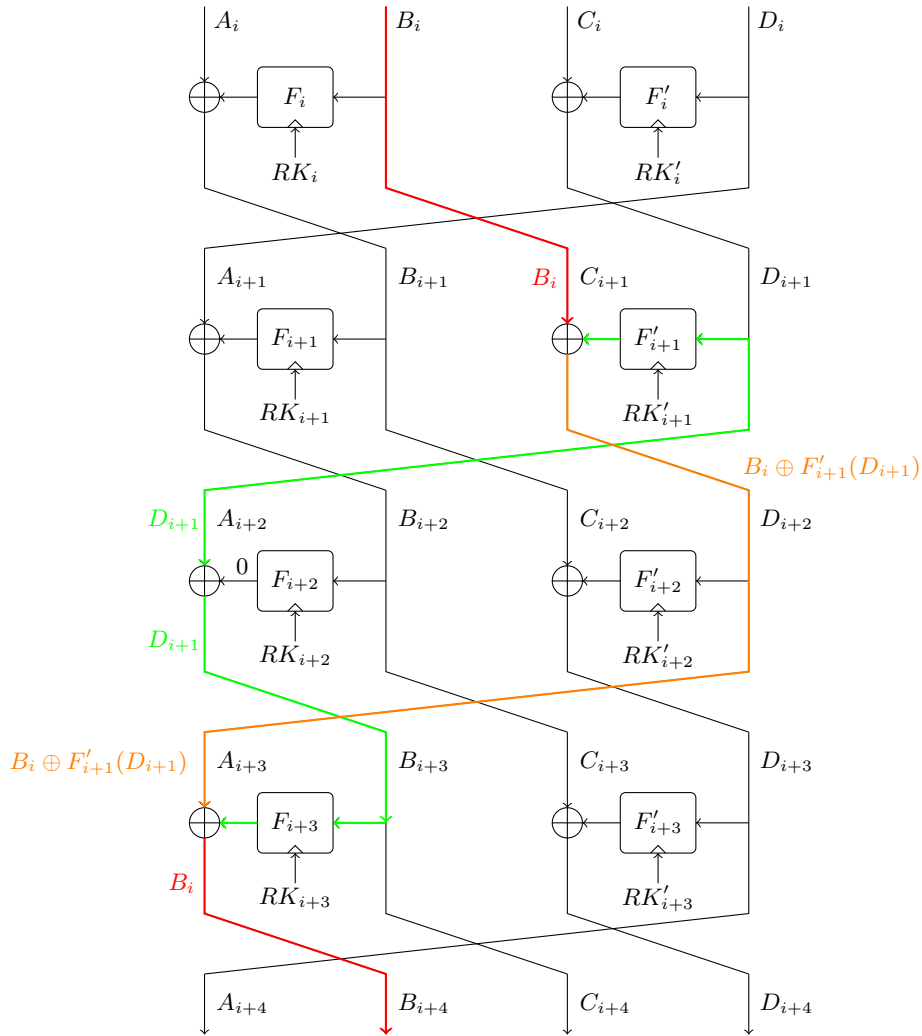 A_i B_i C_i D_i
F_i F'_i
RK_i RK'_i
A_{i+1} B_{i+1} B_i C_{i+1} D_{i+1}
F_{i+1} F'_{i+1}
RK_{i+1} RK'_{i+1}
B_i ⊕ F'_{i+1}(D_{i+1})
D_{i+1} A_{i+2} B_{i+2} C_{i+2} D_{i+2}
0 F_{i+2} F'_{i+2}
D_{i+1} RK_{i+2} RK'_{i+2}
B_i ⊕ F'_{i+1}(D_{i+1}) A_{i+3} B_{i+3} C_{i+3} D_{i+3}
F_{i+3} F'_{i+3}
B_i RK_{i+3} RK'_{i+3}
A_{i+4} B_{i+4} C_{i+4} D_{i+4}